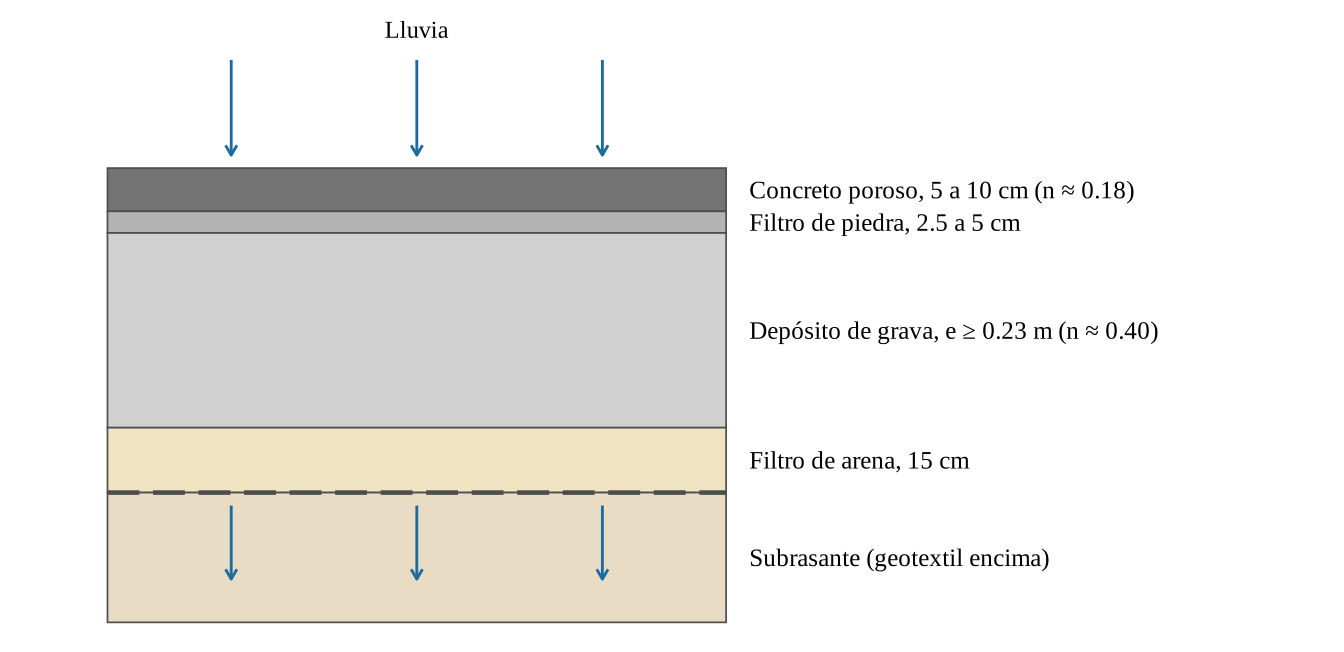 Lluvia
Concreto poroso, 5 a 10 cm (n ≈ 0.18)
Filtro de piedra, 2.5 a 5 cm
Depósito de grava, e ≥ 0.23 m (n ≈ 0.40)
Filtro de arena, 15 cm
Subrasante (geotextil encima)